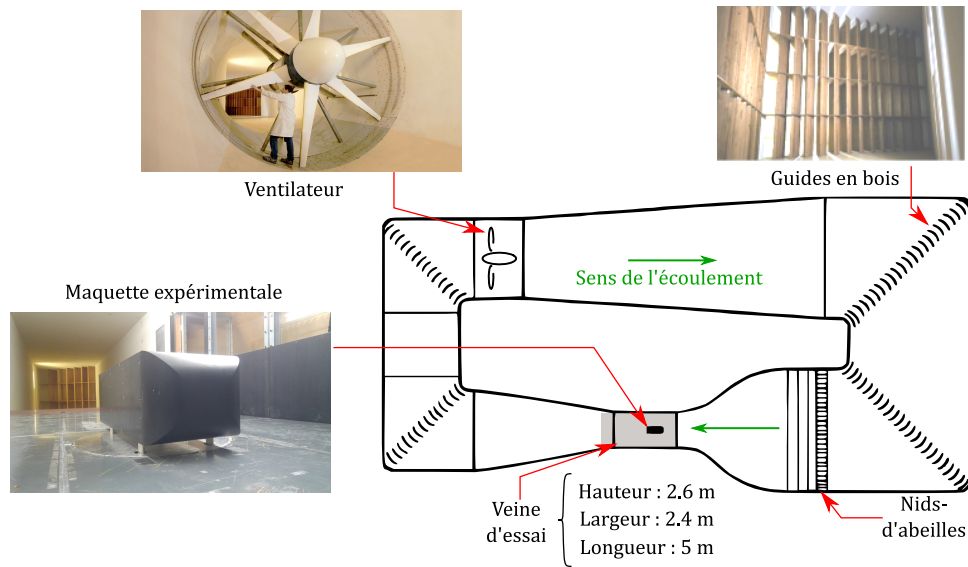 Ventilateur
Guides en bois
Sens de l'écoulement
Maquette expérimentale
Veine
d'essai
Hauteur : 2.6 m
Largeur : 2.4 m
Longueur : 5 m
Nids-
d'abeilles